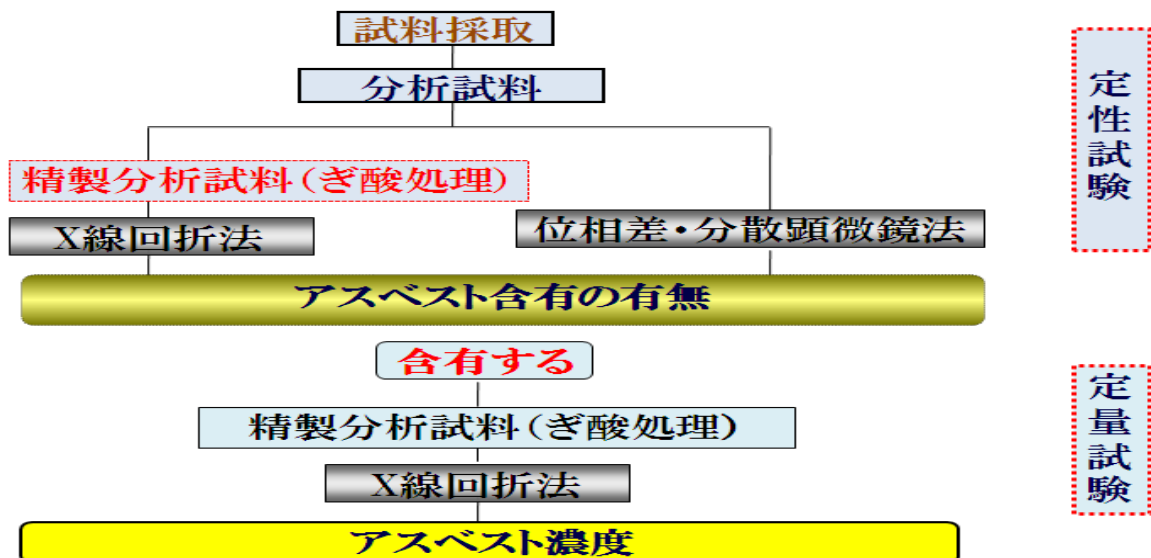 試料採取
分析試料
精製分析試料(ぎ酸処理)
X線回折法
位相差・分散顕微鏡法
アスベスト含有の有無
定性試験
含有する
精製分析試料(ぎ酸処理)
X線回折法
アスベスト濃度
定量試験